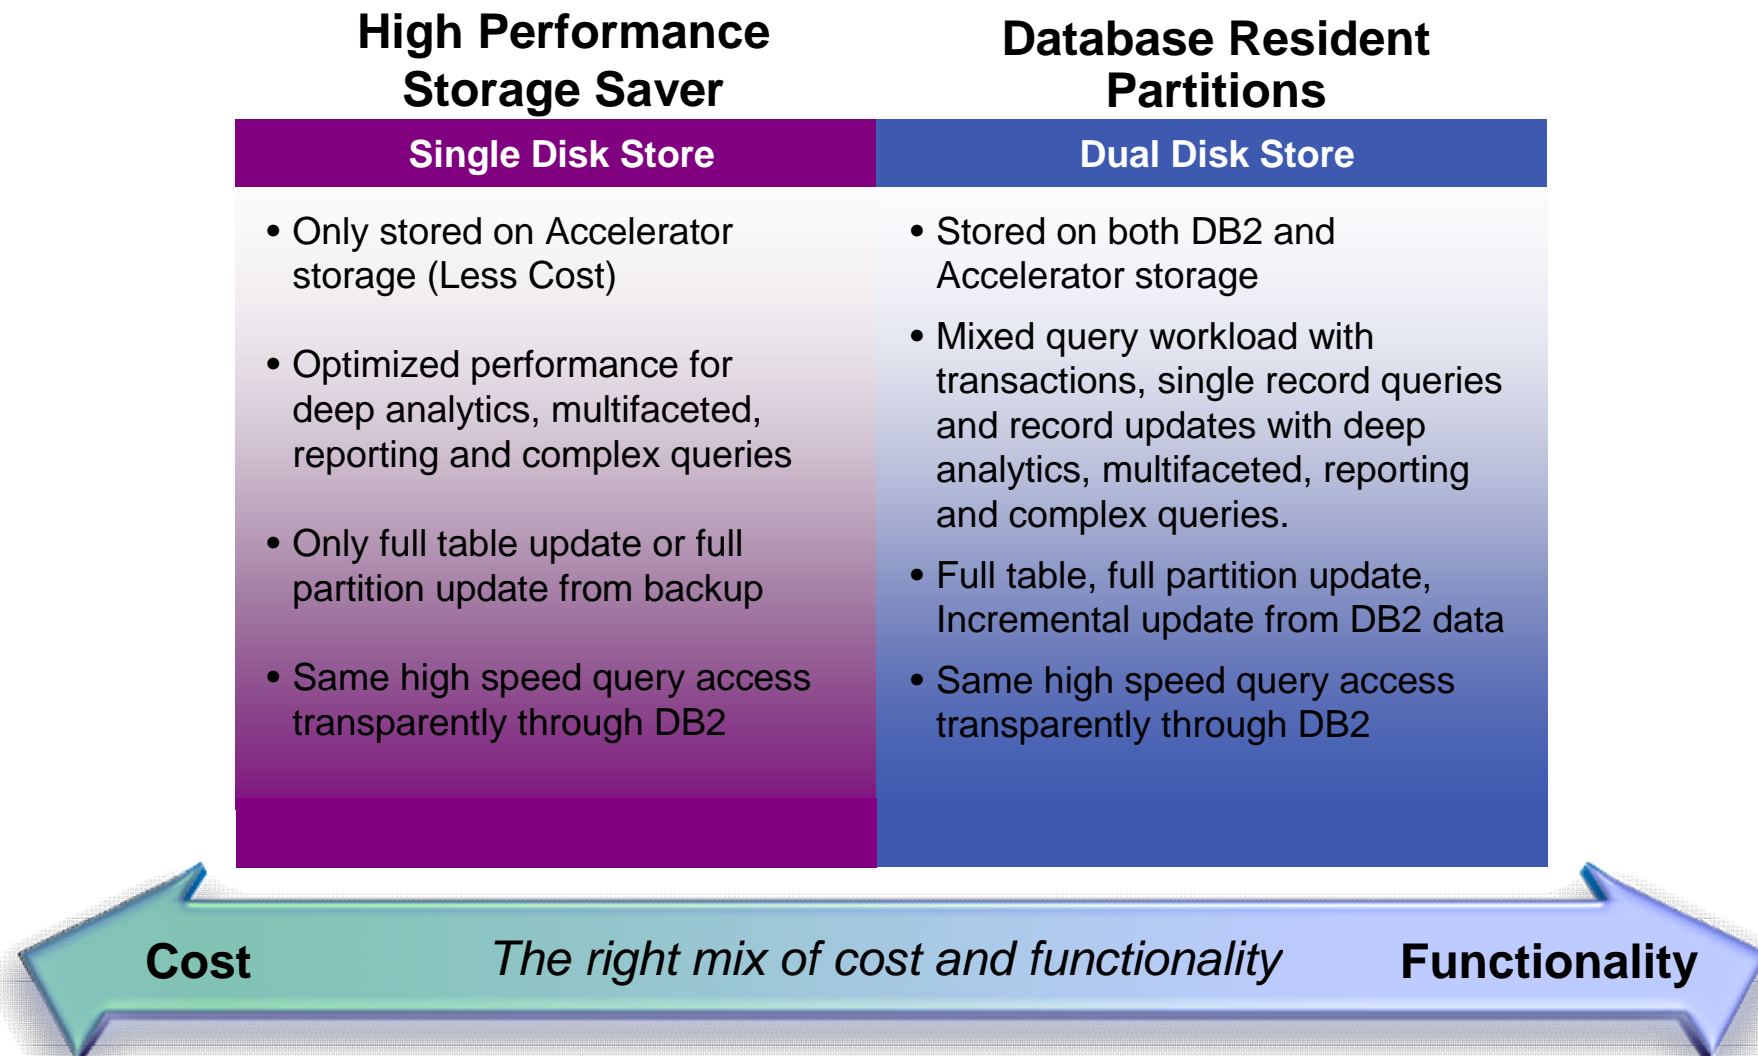 High Performance
Storage Saver
Single Disk Store
• Only stored on Accelerator
storage (Less Cost)
• Optimized performance for
deep analytics, multifaceted,
reporting and complex queries
• Only full table update or full
partition update from backup
• Same high speed query access
transparently through DB2
Database Resident
Partitions
Dual Disk Store
• Stored on both DB2 and
Accelerator storage
• Mixed query workload with
transactions, single record queries
and record updates with deep
analytics, multifaceted, reporting
and complex queries.
• Full table, full partition update,
Incremental update from DB2 data
• Same high speed query access
transparently through DB2
Cost
The right mix of cost and functionality
Functionality